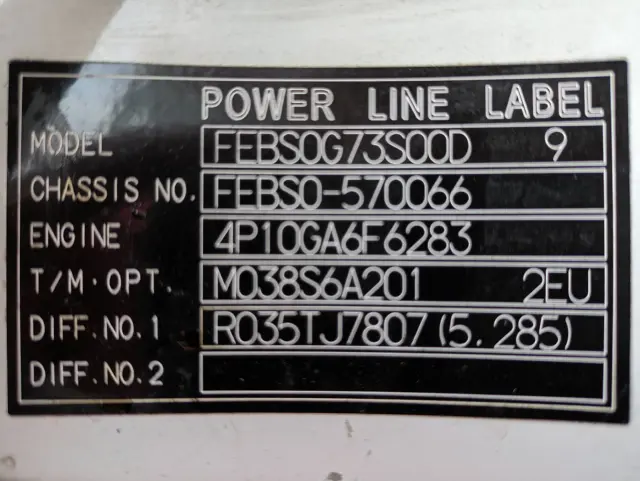 POWER LINE LABEL
MODEL FEBS0G73S00D 9
CHASSIS NO. FEBS0-570066
ENGINE 4P10GA6F6283
T/M·OPT. M038S6A201 2EU
DIFF.NO.1 R035TJ7807(5.285)
DIFF.NO.2